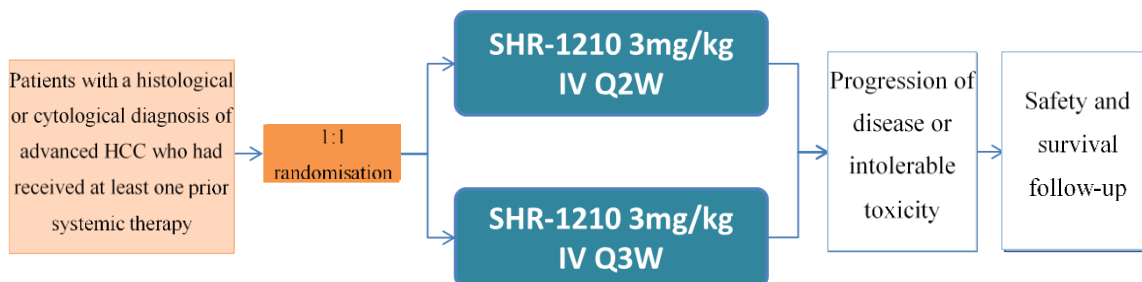 Patients with a histological
or cytological diagnosis of
advanced HCC who had
received at least one prior
systemic therapy
1:1
randomisation
SHR-1210 3mg/kg
IV Q2W
SHR-1210 3mg/kg
IV Q3W
Progression of
disease or
intolerable
toxicity
Safety and
survival
follow-up